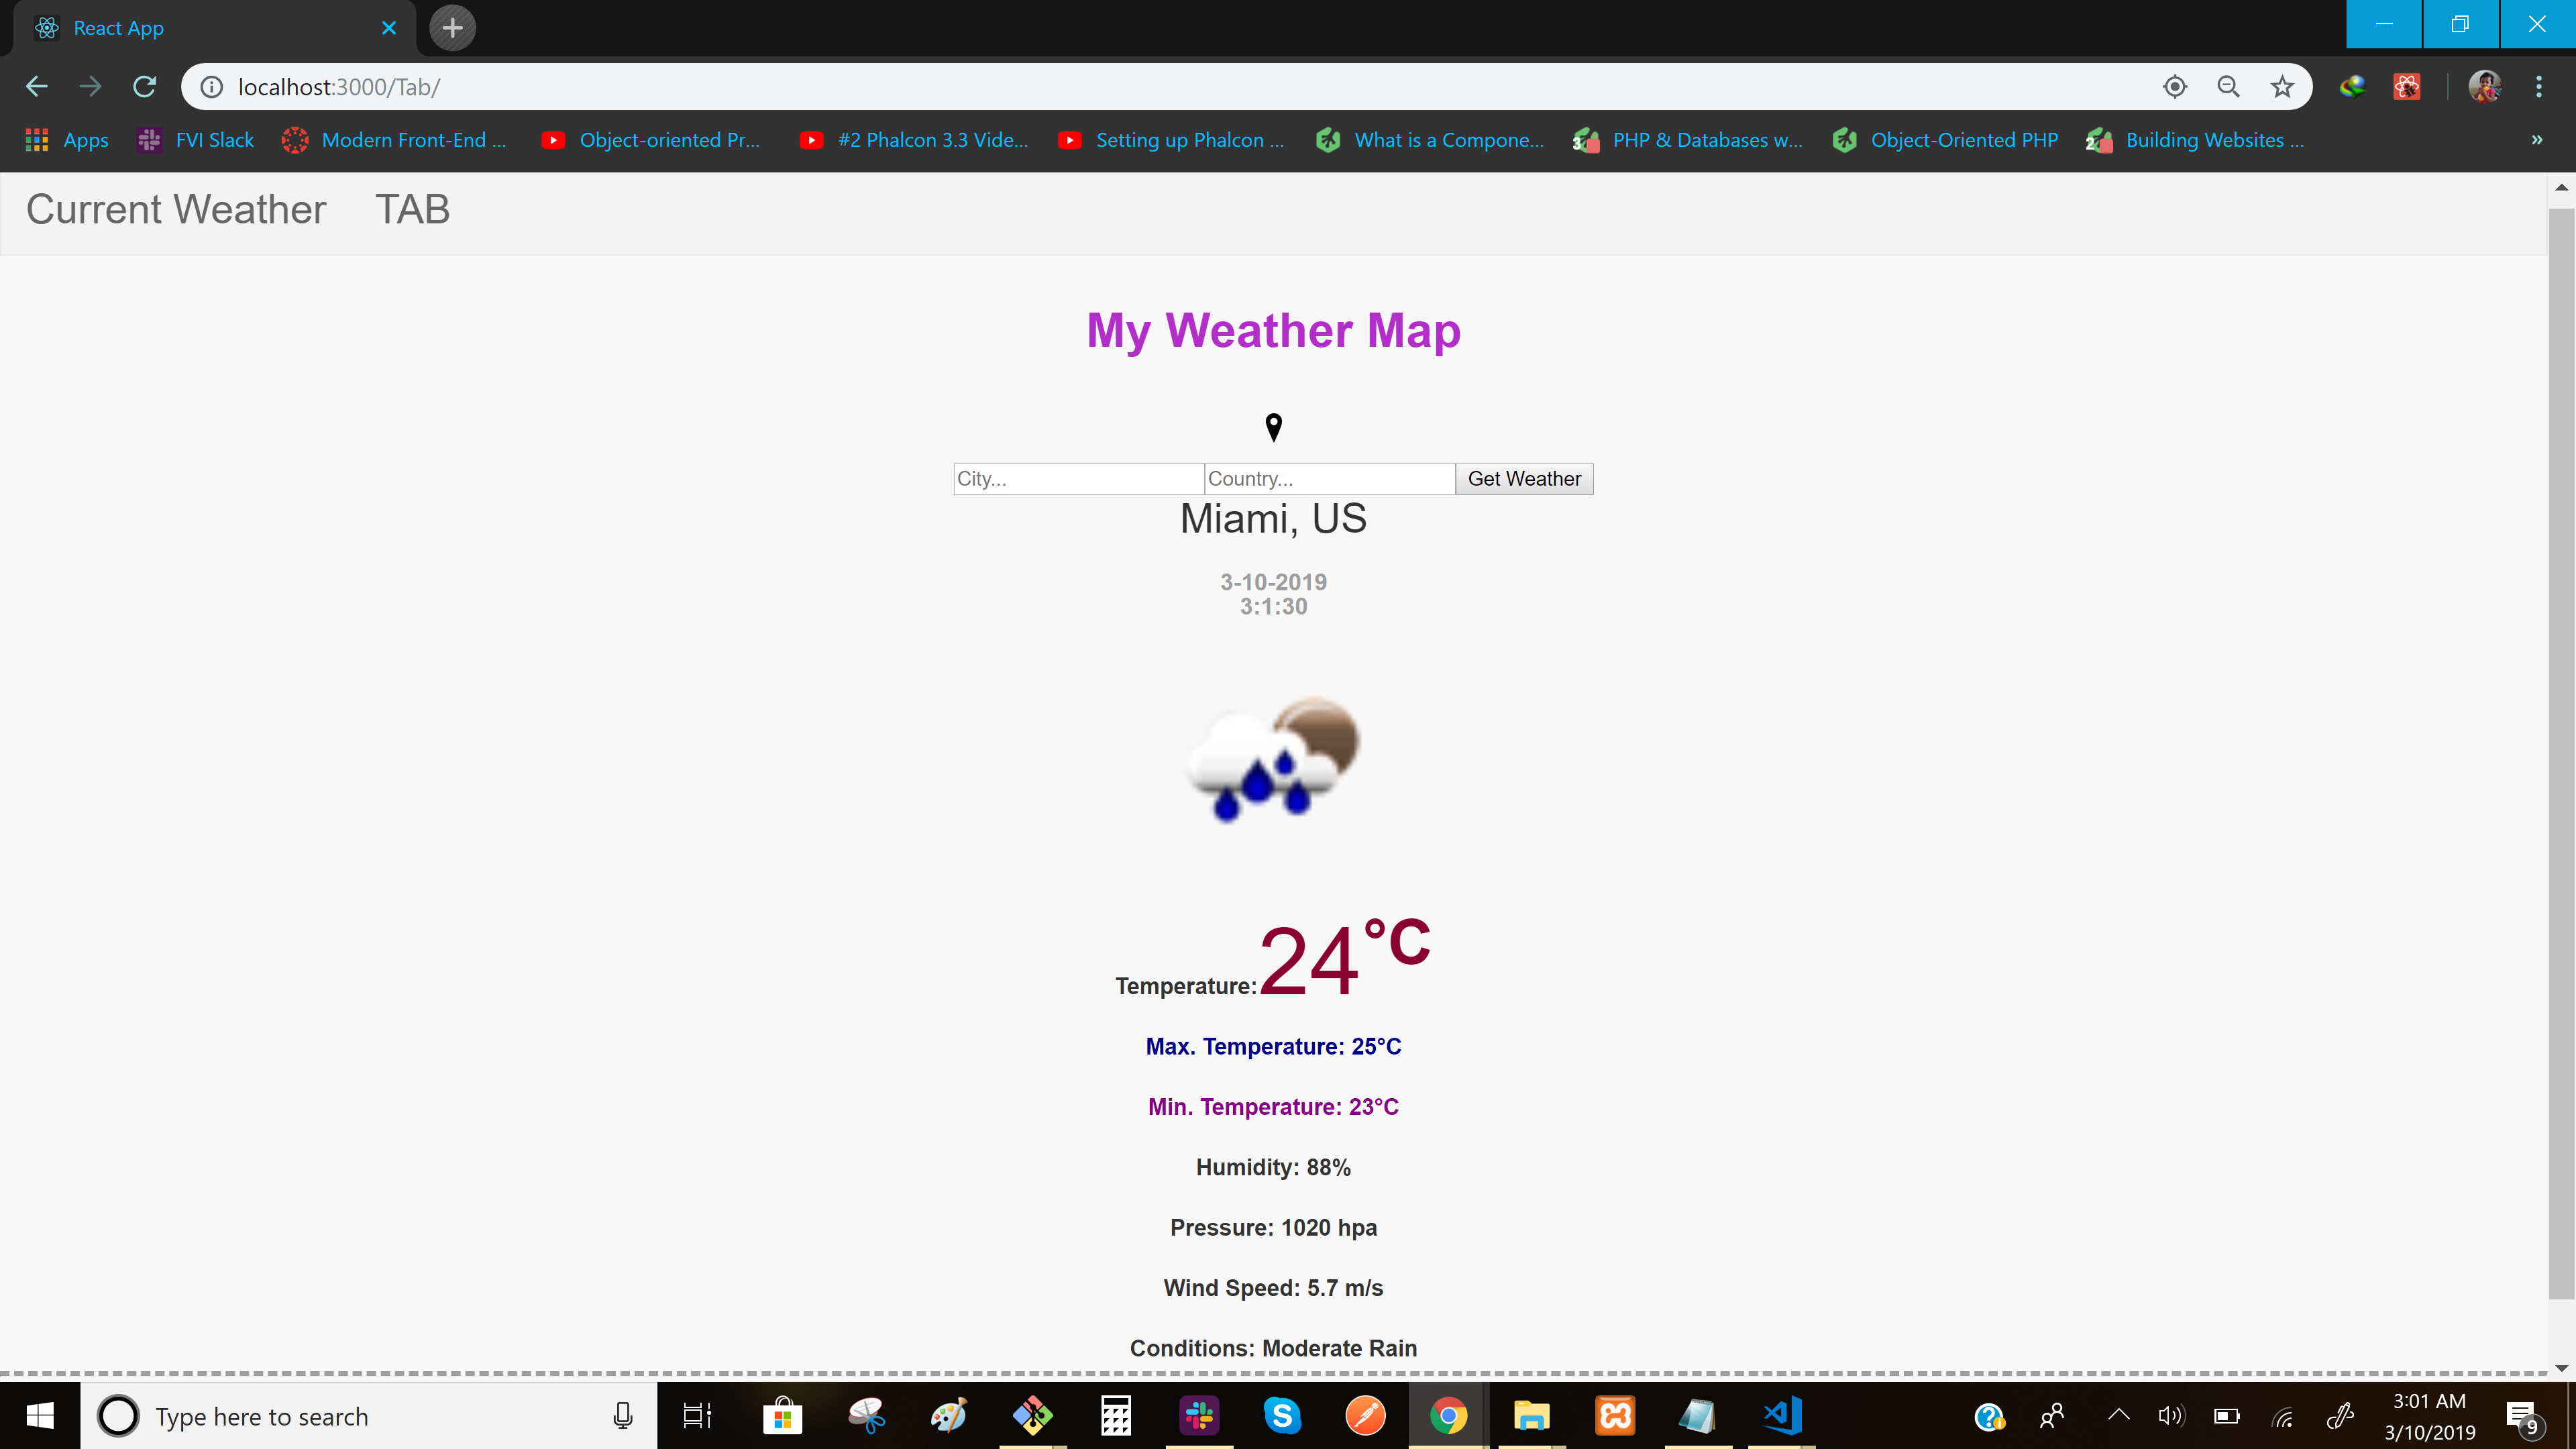 React App
localhost:3000/Tab/
Apps FVI Slack Modern Front-End ... Object-oriented Pr... #2 Phalcon 3.3 Vide... Setting up Phalcon ... What is a Compone... PHP & Databases w... Object-Oriented PHP Building Websites ... »
Current Weather TAB
My Weather Map
City... Country... Get Weather
Miami, US
3-10-2019
3:1:30
Temperature:24°C
Max. Temperature: 25°C
Min. Temperature: 23°C
Humidity: 88%
Pressure: 1020 hpa
Wind Speed: 5.7 m/s
Conditions: Moderate Rain
Type here to search
3:01 AM
3/10/2019
9